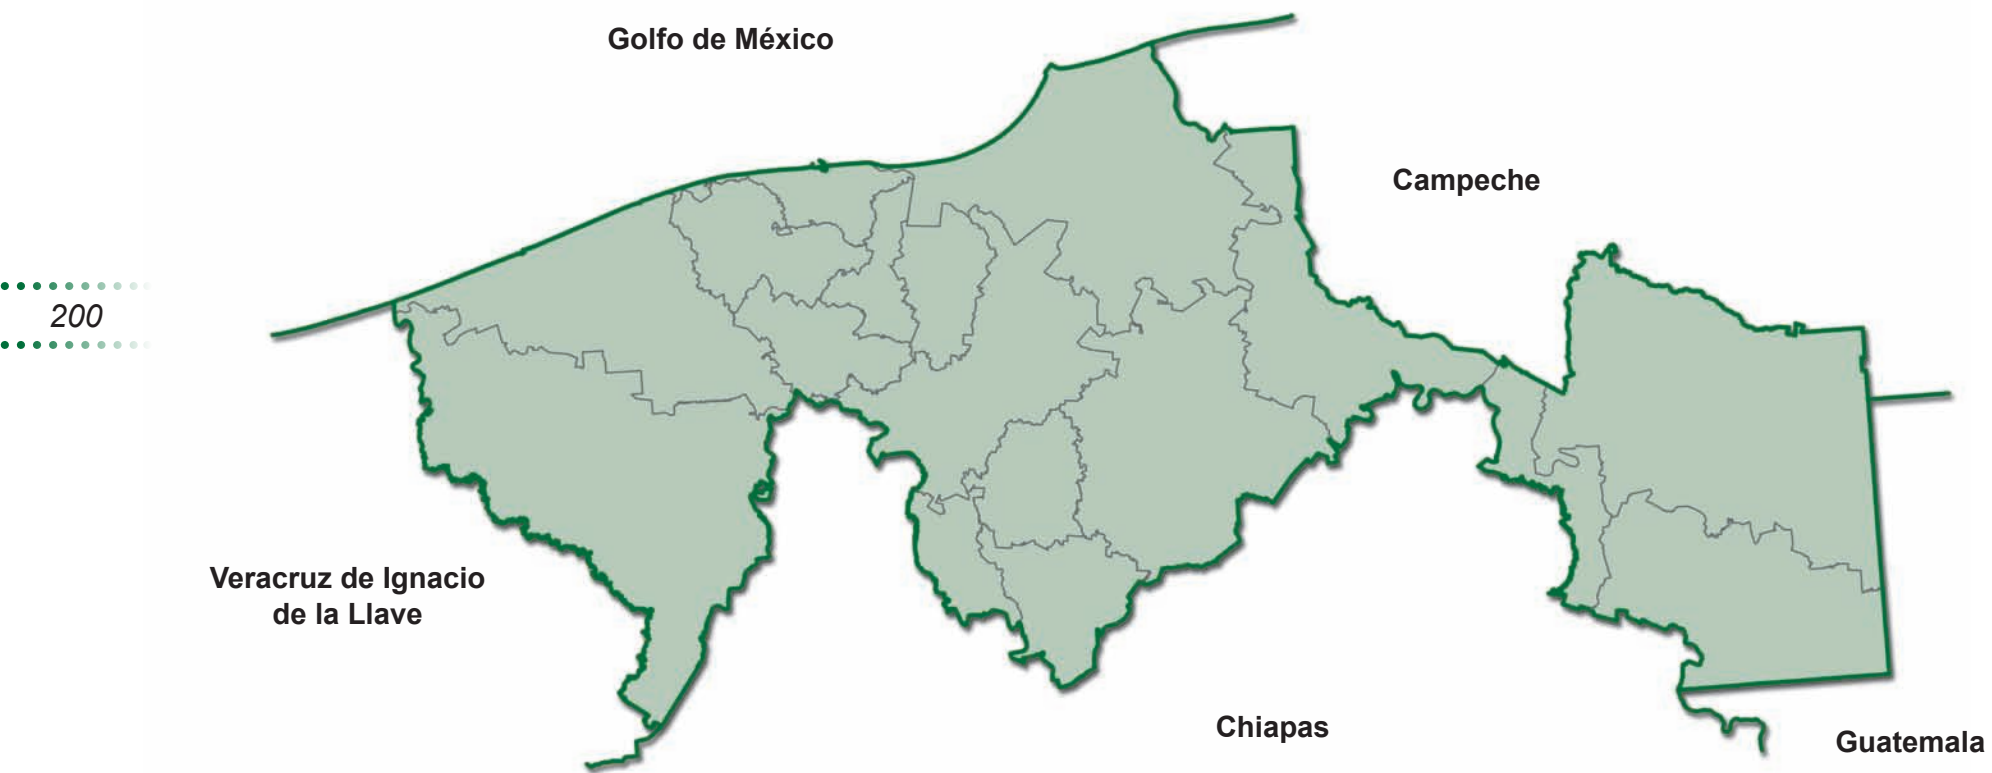 Golfo de México
Campeche
200
Veracruz de Ignacio
de la Llave
Chiapas
Guatemala